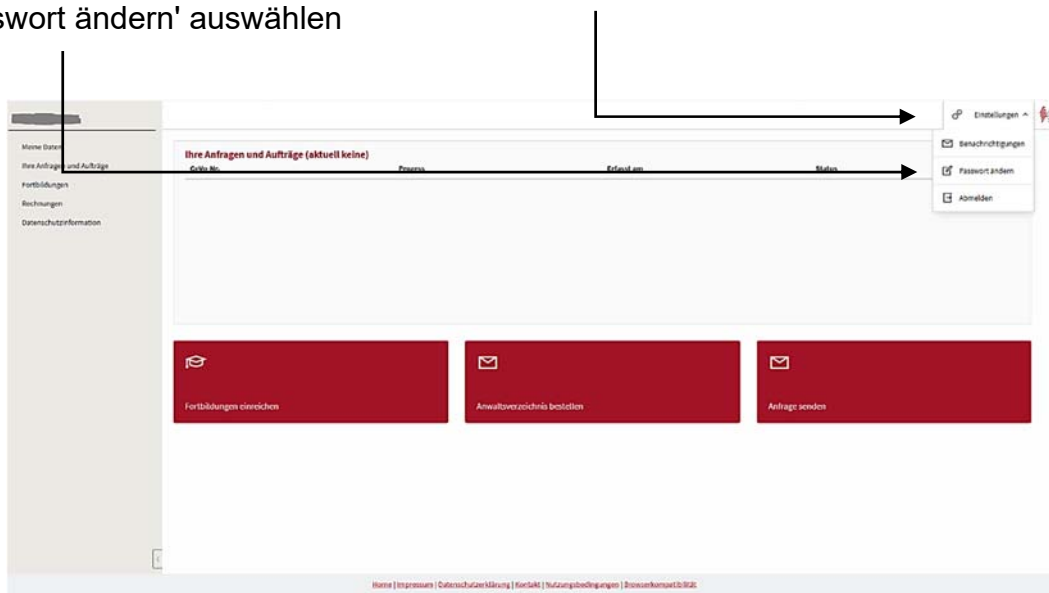 swort ändern' auswählen
Einstellungen
Meine Daten
Ihre Anfragen und Aufträge
Fortbildungen
Rechnungen
Datenschutzinformation
Ihre Anfragen und Aufträge (aktuell keine)
GeVo Nr. Prozess Erfasst am Status
Benachrichtigungen
Passwort ändern
Abmelden
Fortbildungen einreichen
Anwaltsverzeichnis bestellen
Anfrage senden
Home | Impressum | Datenschutzerklärung | Kontakt | Nutzungsbedingungen | Browserkompatibilität